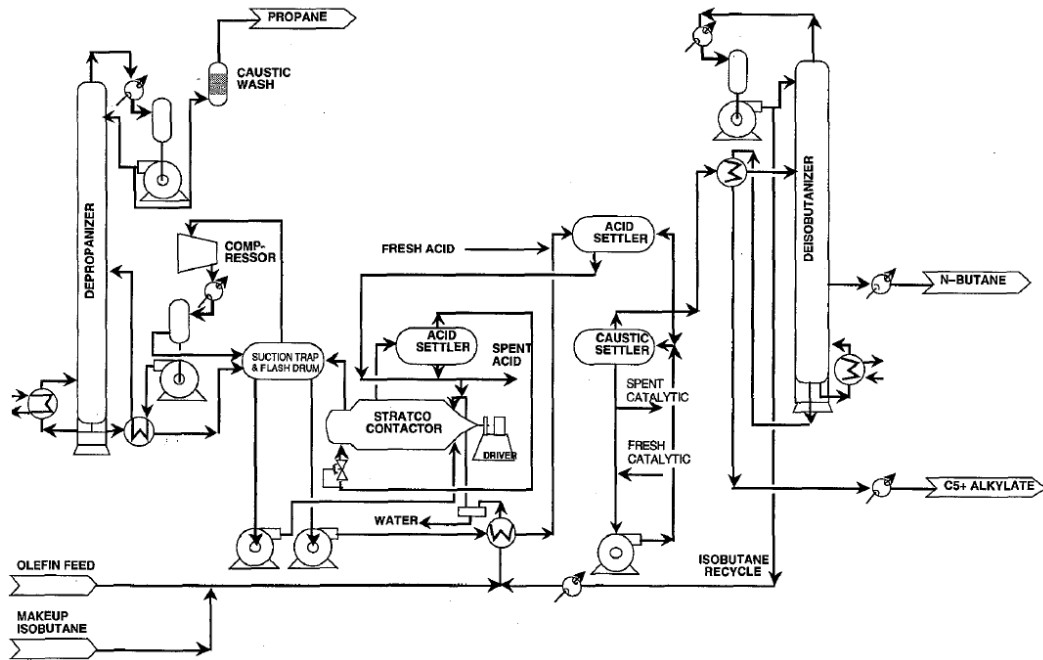 PROPANE
CAUSTIC
WASH
DEPROPANIZER
COMP-
RESSOR
FRESH ACID
ACID
SETTLER
DEISOBUTANIZER
N-BUTANE
SUCTION TRAP
& FLASH DRUM
ACID
SETTLER
SPENT
ACID
CAUSTIC
SETTLER
SPENT
CATALYTIC
STRATCO
CONTACTOR
DRIVER
FRESH
CATALYTIC
WATER
C5+ ALKYLATE
OLEFIN FEED
ISOBUTANE
RECYCLE
MAKEUP
ISOBUTANE